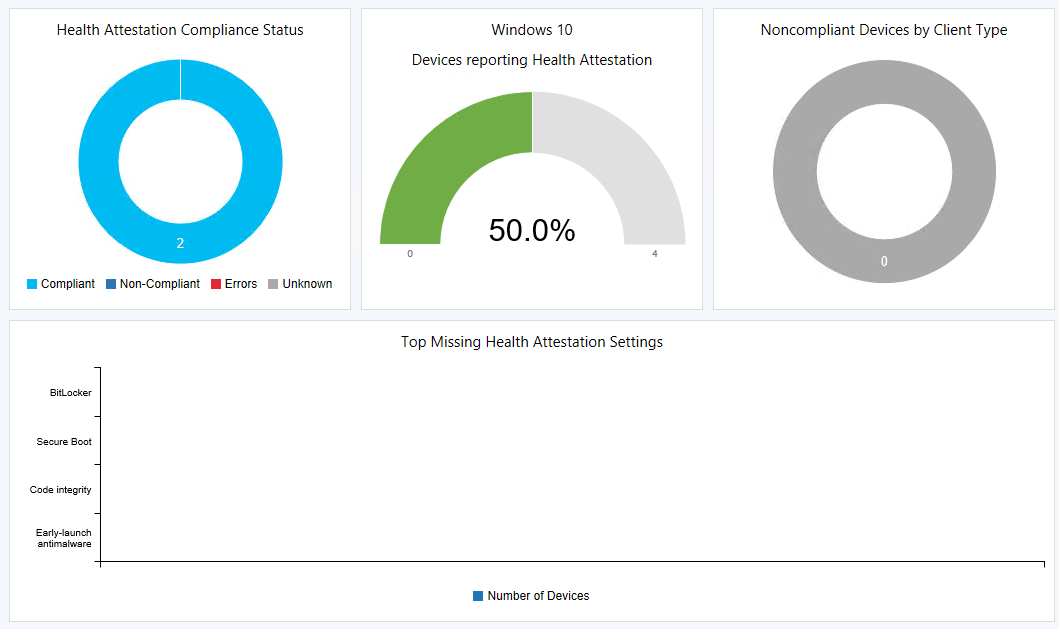 Health Attestation Compliance Status
2
Compliant Non-Compliant Errors Unknown
Windows 10
Devices reporting Health Attestation
50.0%
0 4
Noncompliant Devices by Client Type
0
Top Missing Health Attestation Settings
BitLocker
Secure Boot
Code integrity
Early-launch
antimalware
Number of Devices